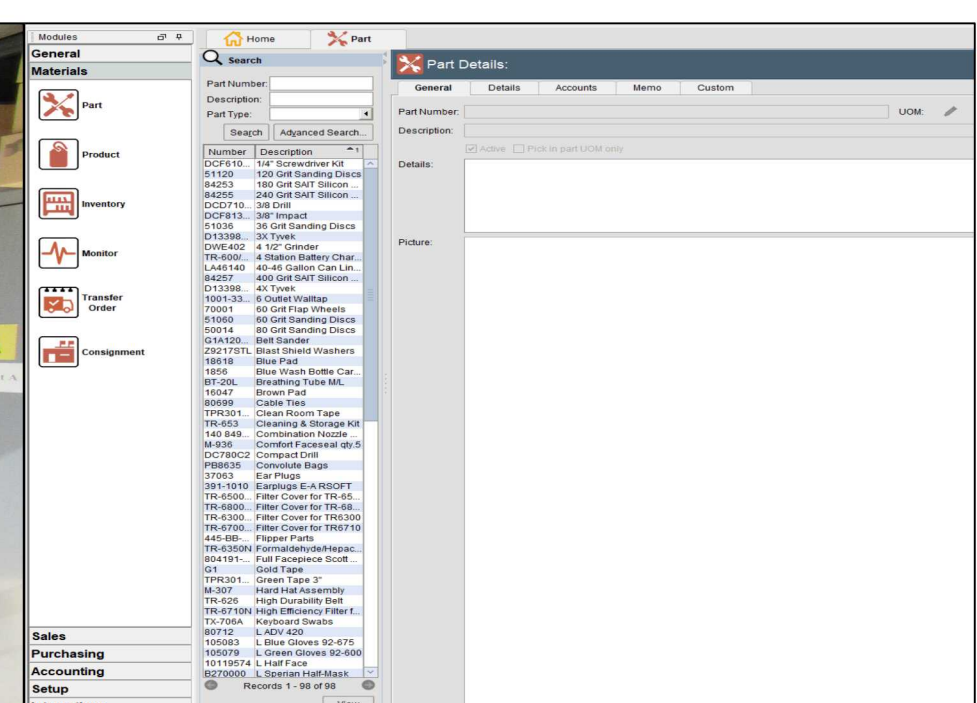 Modules
General
Materials
Part
Product
Inventory
Monitor
Transfer
Order
Consignment
Sales
Purchasing
Accounting
Setup
Home
Part
Search
Part Number:
Description:
Part Type:
Search
Advanced Search...
Number Description 1
DCF610... 1/4" Screwdriver Kit
51120 120 Grit Sanding Discs
84253 180 Grit SAIT Silicon ...
84255 240 Grit SAIT Silicon ...
DCD710... 3/8 Drill
DCF813... 3/8" Impact
51036 36 Grit Sanding Discs
D13398... 3X Tyvek
DWE402 4 1/2" Grinder
TR-600/... 4 Station Battery Char...
LA46140 40-46 Gallon Can Lin...
84257 400 Grit SAIT Silicon ...
D13398... 4X Tyvek
1001-33... 6 Outlet Walltap
70001 60 Grit Flap Wheels
51060 60 Grit Sanding Discs
50014 80 Grit Sanding Discs
G1A120... Belt Sander
Z9217STL Blast Shield Washers
18618 Blue Pad
1856 Blue Wash Bottle Car...
BT-20L Breathing Tube M/L
16047 Brown Pad
80699 Cable Ties
TPR301... Clean Room Tape
TR-653 Cleaning & Storage Kit
140 849... Combination Nozzle ...
M-936 Comfort Faceseal qty.5
DC780C2 Compact Drill
PB8635 Convolute Bags
37063 Ear Plugs
391-1010 Earplugs E-A RSOFT
TR-6500... Filter Cover for TR-65...
TR-6800... Filter Cover for TR-68...
TR-6300... Filter Cover for TR6300
TR-6700... Filter Cover for TR6710
445-BB-... Flipper Parts
TR-6350N Formaldehyde/Hepac...
804191-... Full Facepiece Scott ...
G1 Gold Tape
TPR301... Green Tape 3"
M-307 Hard Hat Assembly
TR-626 High Durability Belt
TR-6710N High Efficiency Filter f...
TX-706A Keyboard Swabs
80712 L ADV 420
105083 L Blue Gloves 92-675
105079 L Green Gloves 92-600
10119574 L Half Face
B270000 L Sperian Half-Mask
Records 1 - 98 of 98
View
Part Details:
General Details Accounts Memo Custom
Part Number: UOM:
Description:
Active Pick in part UOM only
Details:
Picture: